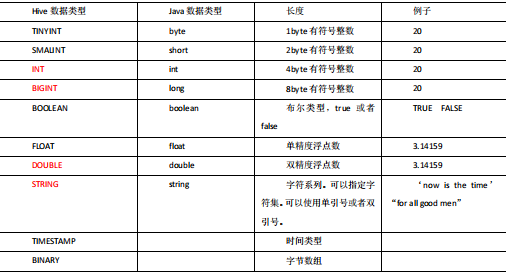 Hive 数据类型 Java 数据类型 长度 例子
TINYINT byte 1byte 有符号整数 20
SMALINT short 2byte 有符号整数 20
INT int 4byte 有符号整数 20
BIGINT long 8byte 有符号整数 20
BOOLEAN boolean 布尔类型，true 或者 TRUE FALSE
false
FLOAT float 单精度浮点数 3.14159
DOUBLE double 双精度浮点数 3.14159
STRING string 字符系列。可以指定字 ‘now is the time’
符集。可以使用单引号或者双 “for all good men”
引号。
TIMESTAMP 时间类型
BINARY 字节数组